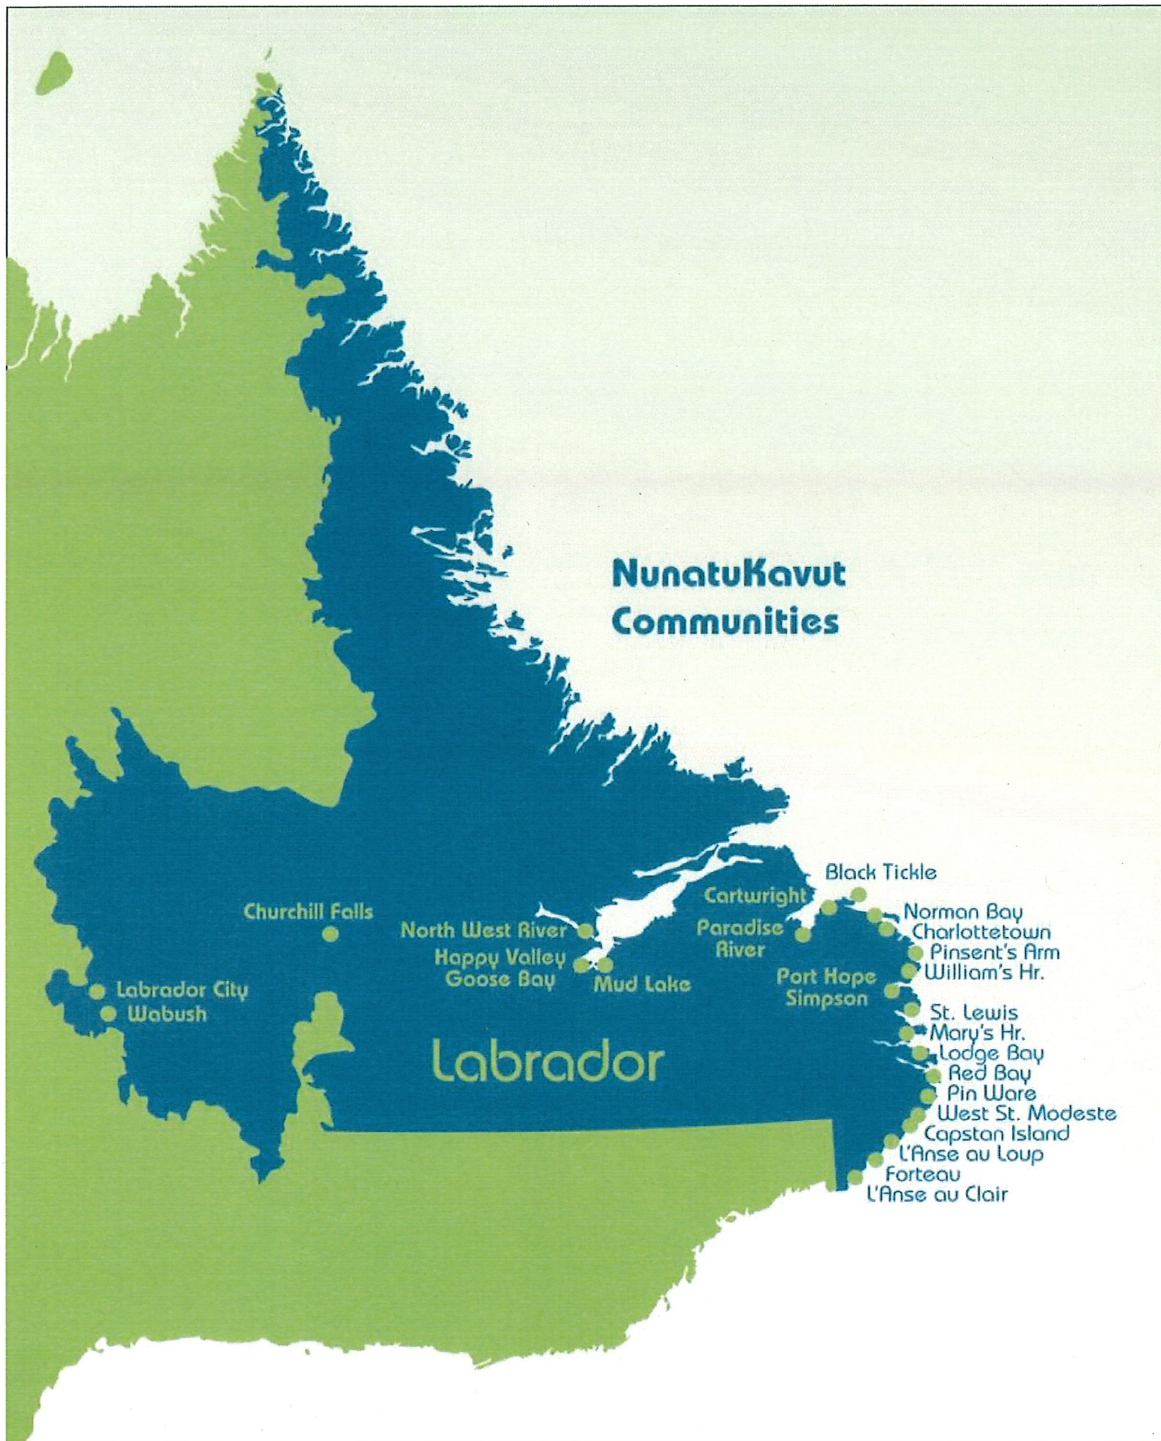 NunatuKavut
Communities
Black Tickle
Cartwright
Churchill Falls
Norman Bay
North West River
Paradise
River
Charlottetown
Happy Valley
Goose Bay
Pinsent's Arm
William's Hr.
Mud Lake
Port Hope
Simpson
Labrador City
Wabush
St. Lewis
Mary's Hr.
Labrador
Lodge Bay
Red Bay
Pin Ware
West St. Modeste
Capstan Island
L'Anse au Loup
Forteau
L'Anse au Clair